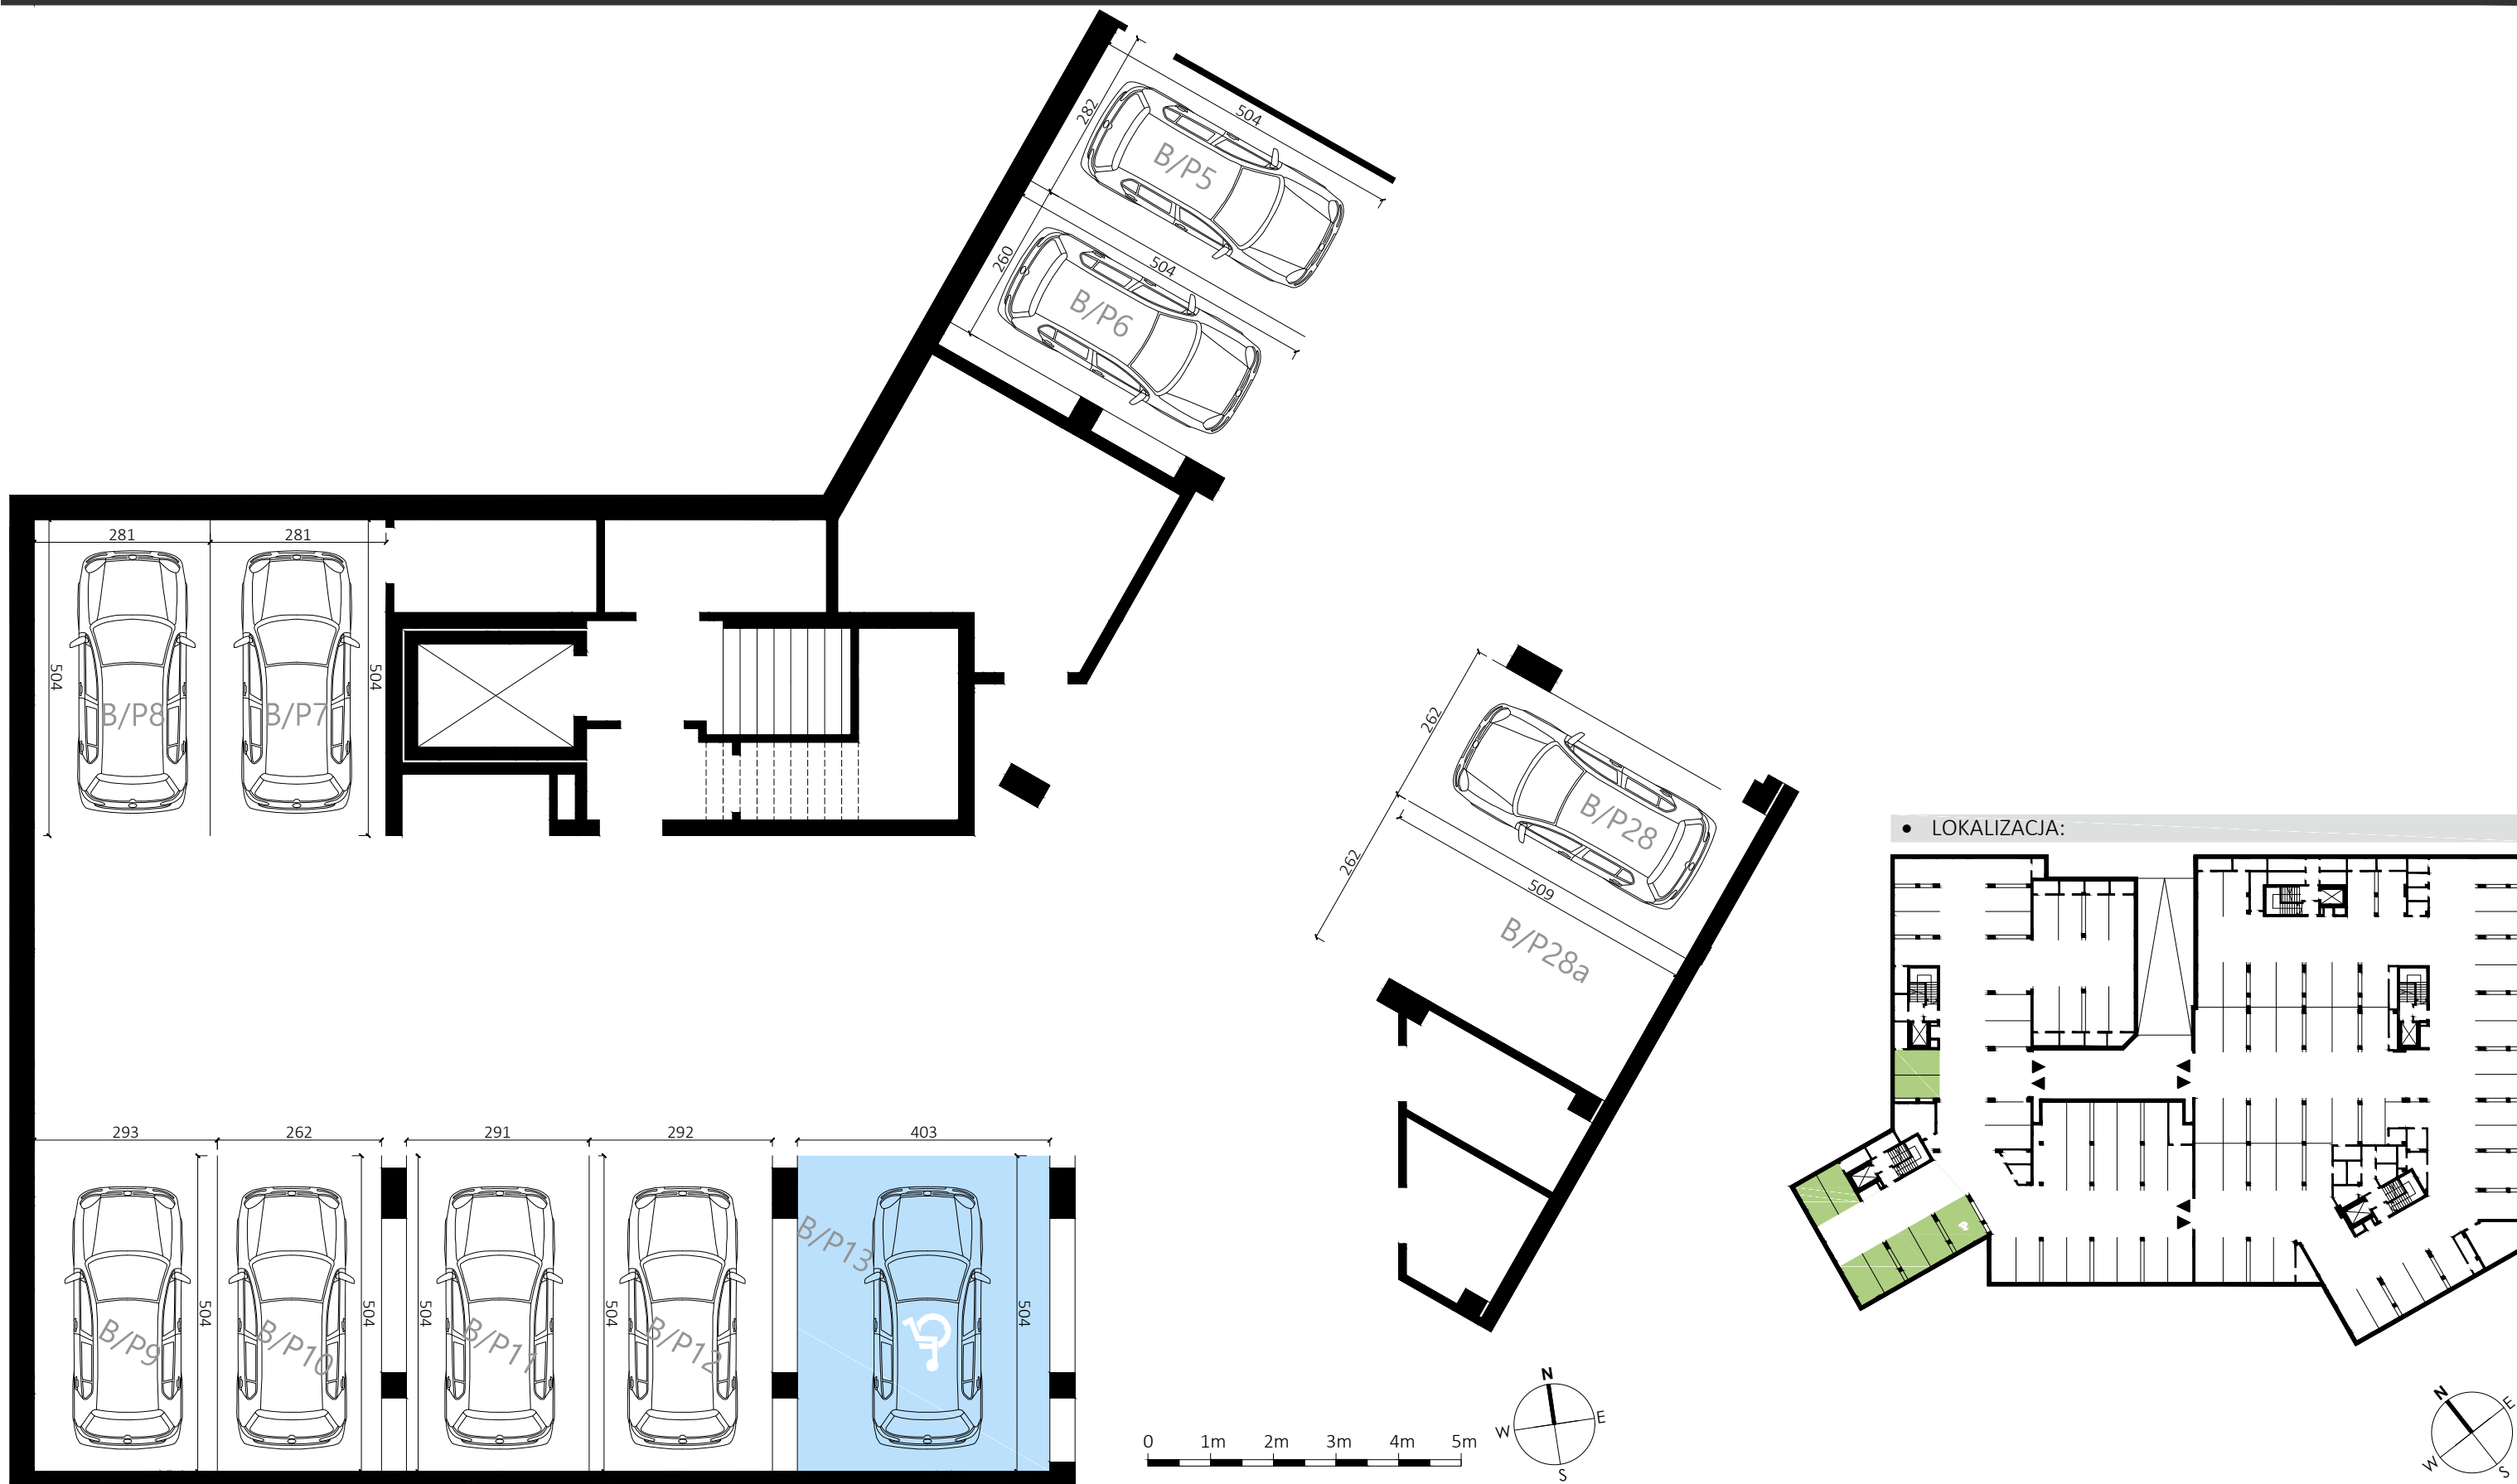 282
504
B/P5
260
504
B/P6
281
281
504
504
B/P8
B/P7
262
B/P28
262
509
B/P28a
• LOKALIZACJA:
293
262
291
292
403
B/P13
504
504
504
504
504
B/P9
B/P10
B/P11
B/P12
0 1m 2m 3m 4m 5m
N
W E
S
N
E
W
S